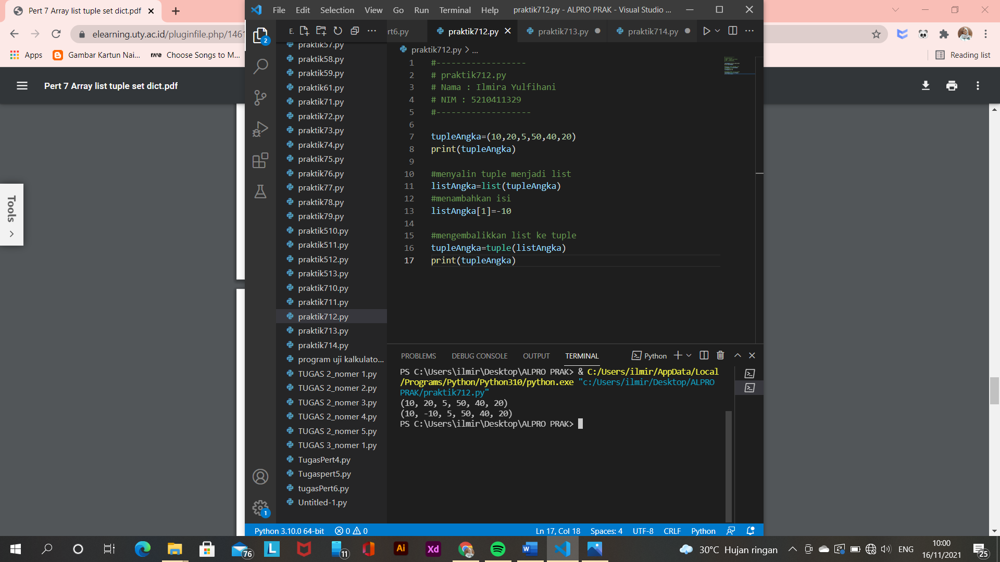 Pert 7 Array list tuple set dict.pdf
elearning.uty.ac.id/pluginfile.php/1461
Apps
Gambar Kartun Nai...
Choose Songs to M...
Reading list
Pert 7 Array list tuple set dict.pdf
Tools
File Edit Selection View Go Run Terminal Help
praktik712.py - ALPRO PRAK - Visual Studio ...
rt6.py
praktik712.py
praktik713.py
praktik714.py
E.
2
praktik57.py
praktik58.py
praktik59.py
praktik61.py
praktik71.py
praktik72.py
praktik73.py
praktik74.py
praktik75.py
praktik76.py
praktik77.py
praktik78.py
praktik79.py
praktik510.py
praktik511.py
praktik512.py
praktik513.py
praktik710.py
praktik711.py
praktik712.py
praktik713.py
praktik714.py
program uji kalkulato...
TUGAS 2_nomer 1.py
TUGAS 2_nomer 2.py
TUGAS 2_nomer 3.py
TUGAS 2_nomer 4.py
TUGAS 2_nomer 5.py
TUGAS 3_nomer 1.py
TugasPert4.py
Tugaspert5.py
tugasPert6.py
Untitled-1.py
1
praktik712.py > ...
1 #------------------
2 # praktik712.py
3 # Nama : Ilmira Yulfihani
4 # NIM : 5210411329
5 #-------------------
6
7 tupleAngka=(10,20,5,50,40,20)
8 print(tupleAngka)
9
10 #menyalin tuple menjadi list
11 listAngka=list(tupleAngka)
12 #menambahkan isi
13 listAngka[1]=-10
14
15 #mengembalikkan list ke tuple
16 tupleAngka=tuple(listAngka)
17 print(tupleAngka)
PROBLEMS DEBUG CONSOLE OUTPUT TERMINAL
Python
PS C:\Users\ilmir\Desktop\ALPRO PRAK> & C:/Users/ilmir/AppData/Local
/Programs/Python/Python310/python.exe "c:/Users/ilmir/Desktop/ALPRO
PRAK/praktik712.py"
(10, 20, 5, 50, 40, 20)
(10, -10, 5, 50, 40, 20)
PS C:\Users\ilmir\Desktop\ALPRO PRAK>
Python 3.10.0 64-bit
0 0
Ln 17, Col 18
Spaces: 4
UTF-8
CRLF
Python
76
L
11
Ai
Xd
W
30°C Hujan ringan
ENG
10:00
16/11/2021
25